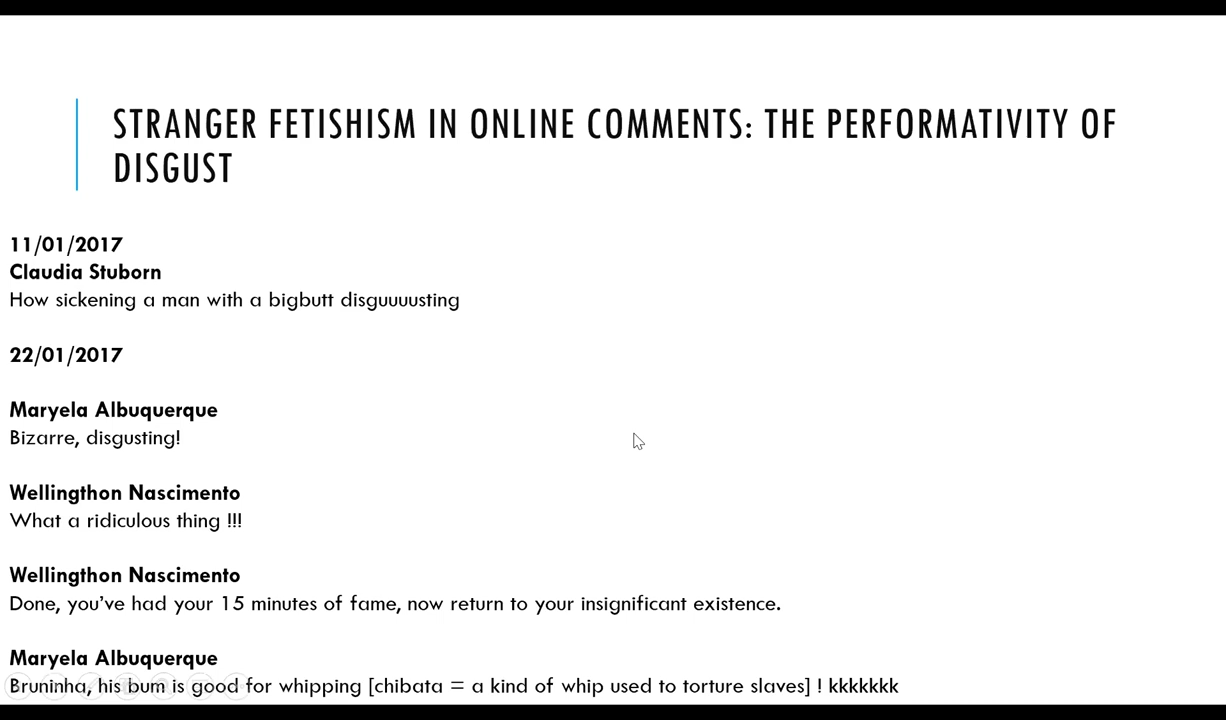 STRANGER FETISHISM IN ONLINE COMMENTS: THE PERFORMATIVITY OF
DISGUST
11/01/2017
Claudia Stuborn
How sickening a man with a bigbutt disguuuusting
22/01/2017
Maryela Albuquerque
Bizarre, disgusting!
Wellingthon Nascimento
What a ridiculous thing !!!
Wellingthon Nascimento
Done, you’ve had your 15 minutes of fame, now return to your insignificant existence.
Maryela Albuquerque
Bruninha, his bum is good for whipping [chibata = a kind of whip used to torture slaves] ! kkkkkkk